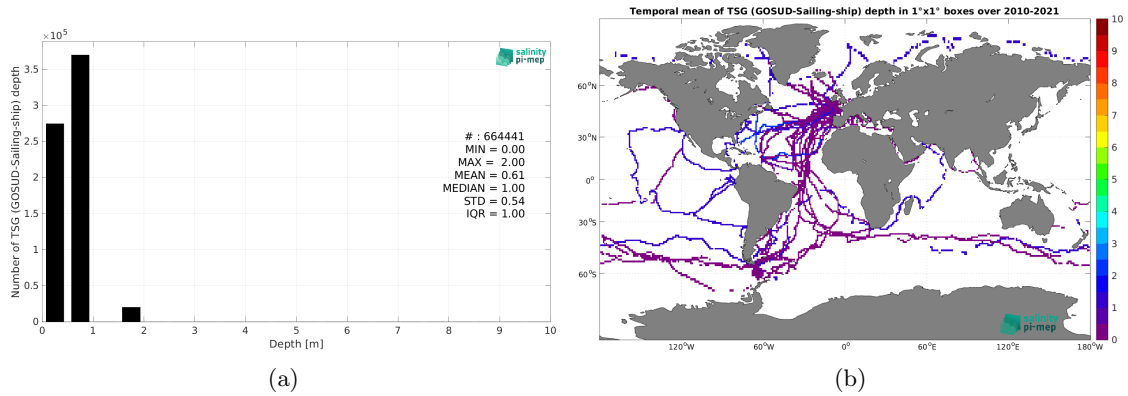 ×10⁵
3.5
3
2.5
2
1.5
1
0.5
0
Number of TSG (GOSUD-Sailing-ship) depth
salinity
pi-mep
# : 664441
MIN = 0.00
MAX = 2.00
MEAN = 0.61
MEDIAN = 1.00
STD = 0.54
IQR = 1.00
0 1 2 3 4 5 6 7 8 9 10
Depth [m]
(a)
Temporal mean of TSG (GOSUD-Sailing-ship) depth in 1°x1° boxes over 2010-2021
60°N
30°N
0°
30°S
60°S
120°W 60°W 0° 60°E 120°E 180°W
salinity
pi-mep
10
9
8
7
6
5
4
3
2
1
0
(b)